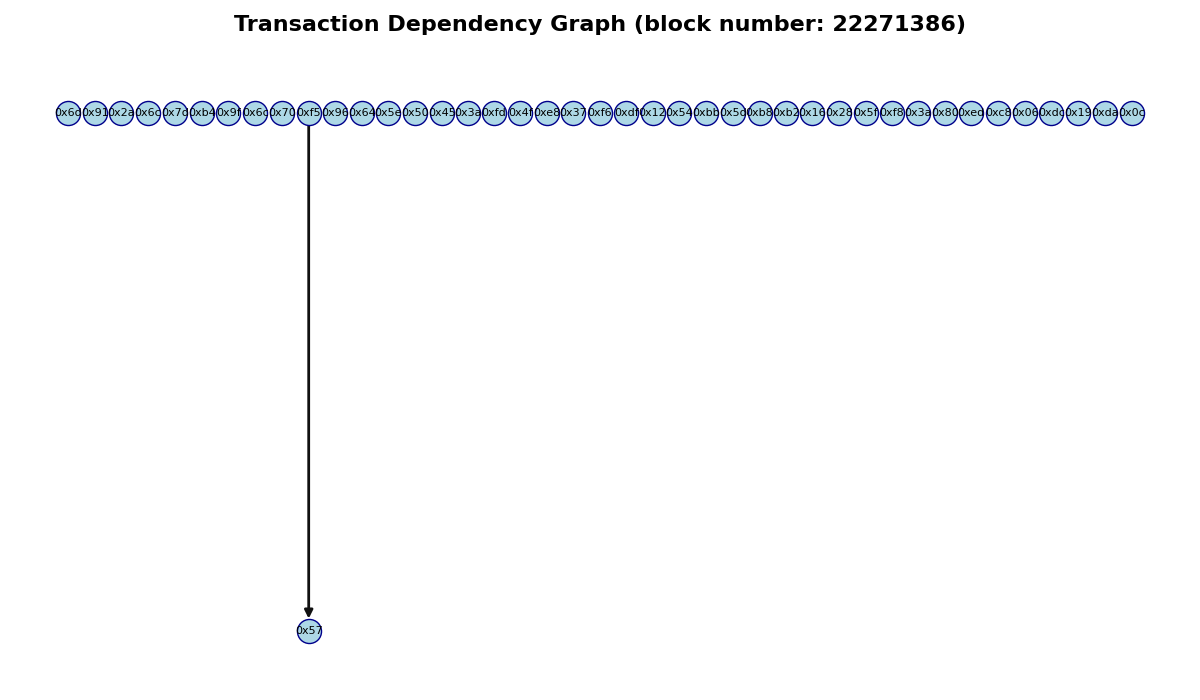 Transaction Dependency Graph (block number: 22271386)
0x6d 0x91 0x2a 0x6c 0x7d 0xb4 0x9f 0x6c 0x70 0xf5 0x96 0x64 0x5e 0x50 0x45 0x3a 0xfd 0x4f 0xe8 0x37 0xf6 0xdf 0x12 0x54 0xbb 0x5d 0xb8 0xb2 0x16 0x28 0x5f 0xf8 0x3a 0x80 0xed 0xc8 0x06 0xdc 0x19 0xda 0x0c
0x57